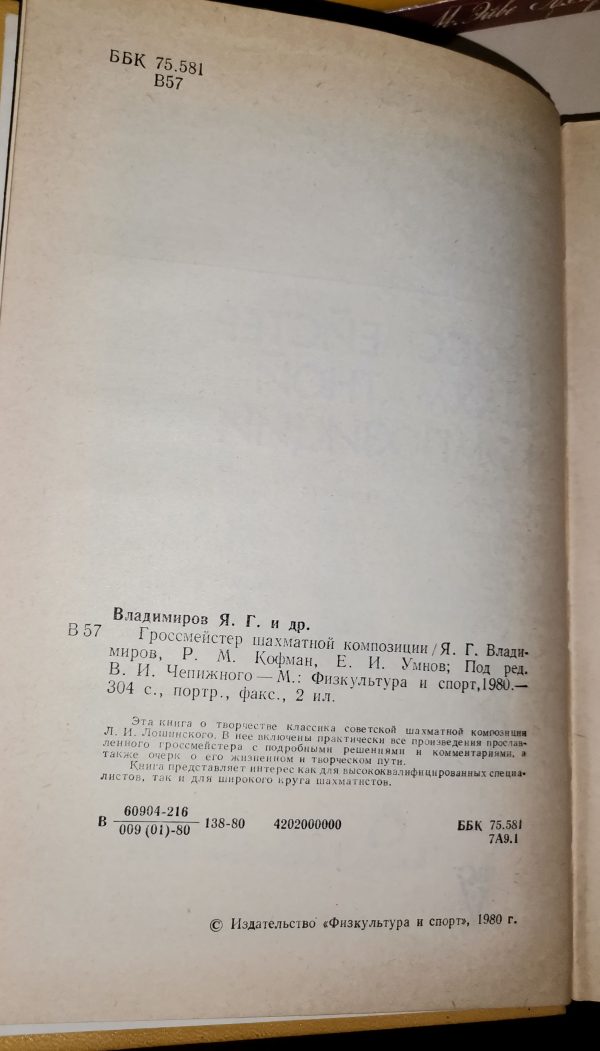 М. Эйве
ББК 75.581
В57
Владимиров Я. Г. и др.
В 57
Гроссмейстер шахматной композиции/Я. Г. Влади-
миров, Р. М. Кофман, Е. И. Умнов; Под ред.
В. И. Чепижного — М.: Физкультура и спорт,1980.—
304 с., портр., факс., 2 ил.
Эта книга о творчестве классика советской шахматной композиции
Л. И. Лошинского. В нее включены практически все произведения прослав-
ленного гроссмейстера с подробными решениями и комментариями, а
также очерк о его жизненном и творческом пути.
Книга представляет интерес как для высококвалифицированных специа-
листов, так и для широкого круга шахматистов.
В 60904-216
009 (01)-80 138-80 4202000000 ББК 75.581
7А9.1
© Издательство «Физкультура и спорт», 1980 г.